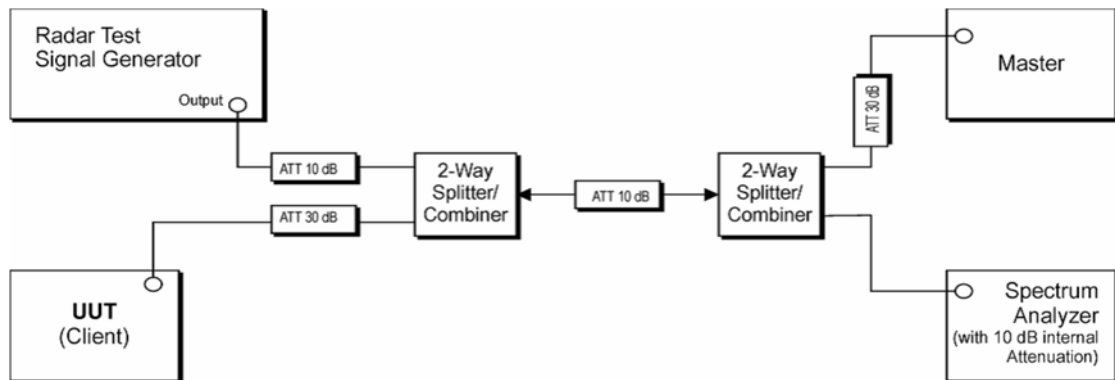 Radar Test
Signal Generator
Output
ATT 10 dB
2-Way
Splitter/
Combiner
ATT 30 dB
UUT
(Client)
ATT 10 dB
2-Way
Splitter/
Combiner
ATT 30 dB
Master
Spectrum
Analyzer
(with 10 dB internal
Attenuation)